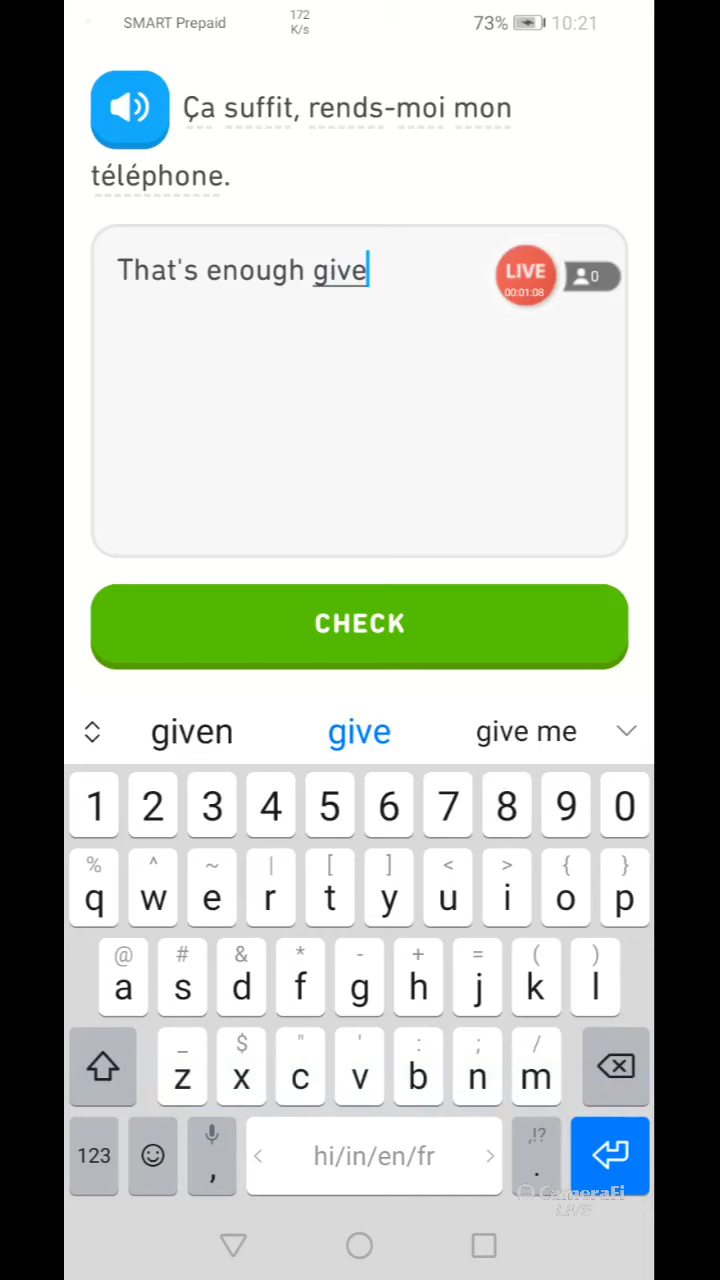 SMART Prepaid 172 K/s 73% 10:21
Ça suffit, rends-moi mon
téléphone.
That's enough give
LIVE
00:01:08
0
CHECK
given give give me
1 2 3 4 5 6 7 8 9 0
% ^ ~ | [ ] < > { }
q w e r t y u i o p
@ # & * - + = ( )
a s d f g h j k l
_ $ " ' : ; /
z x c v b n m
,!?
123 , < hi/in/en/fr > .
CameraFi
LIVE